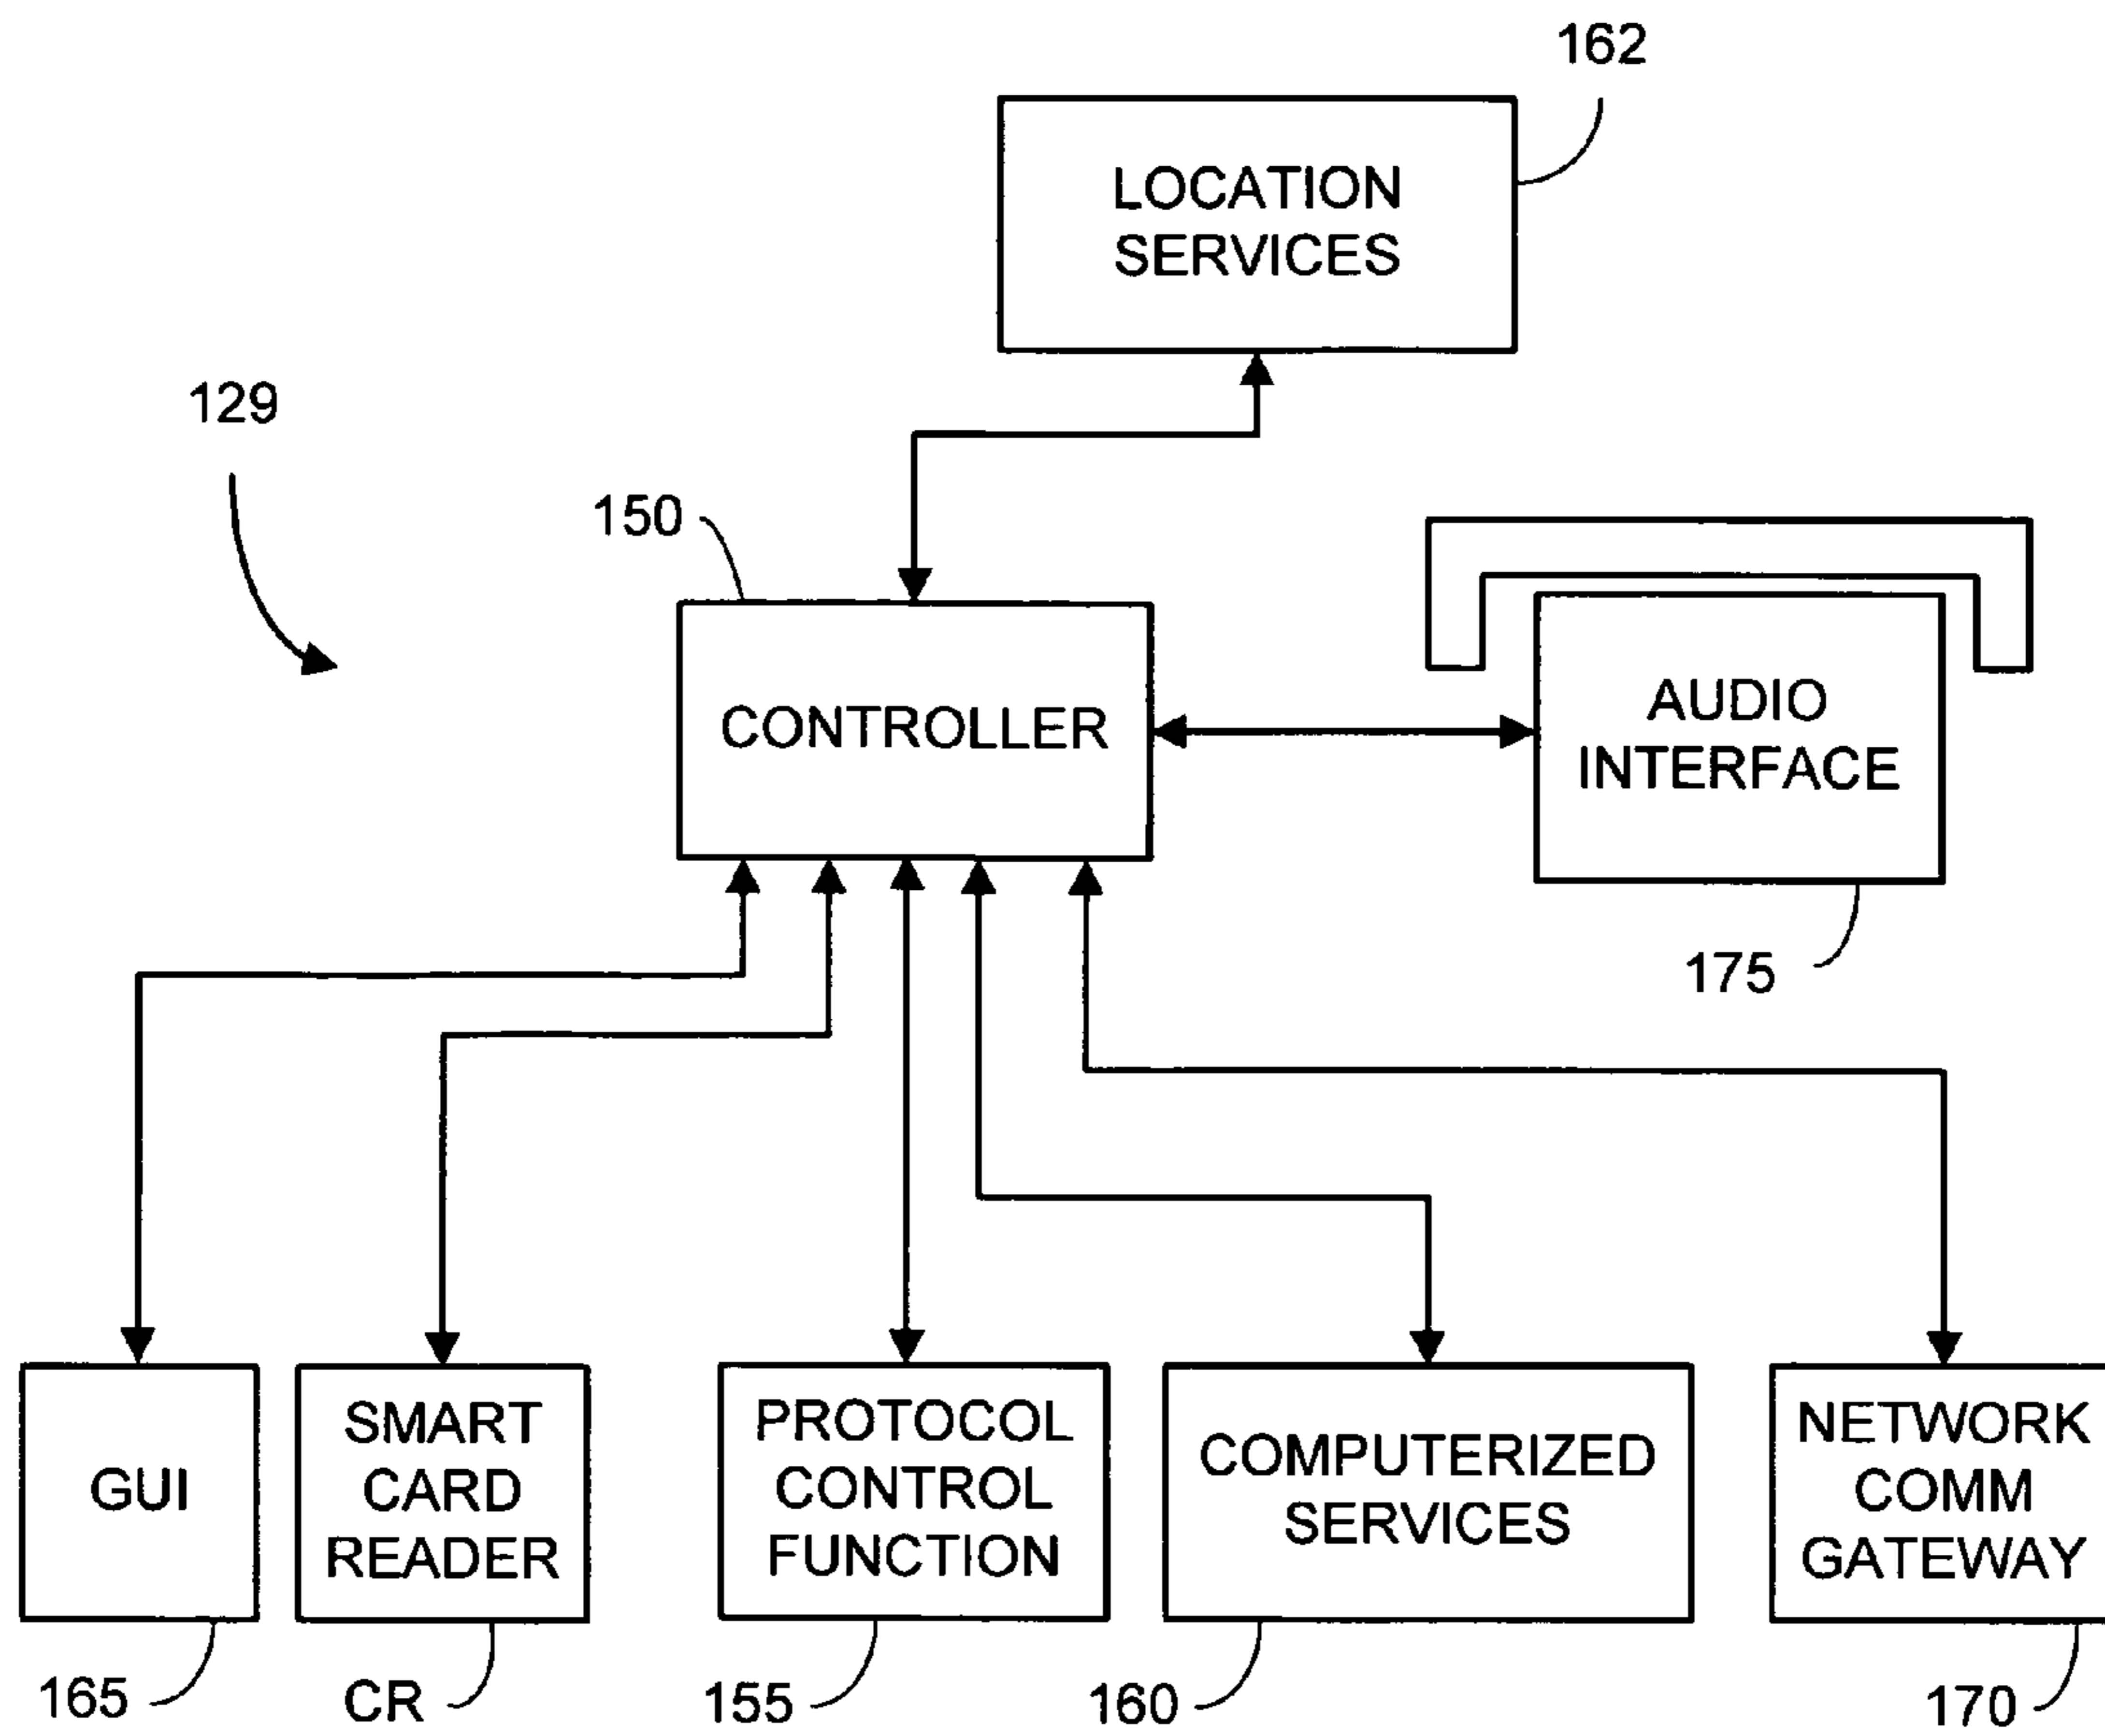 162
LOCATION
SERVICES
129
150
CONTROLLER
AUDIO
INTERFACE
175
GUI
SMART
CARD
READER
PROTOCOL
CONTROL
FUNCTION
COMPUTERIZED
SERVICES
NETWORK
COMM
GATEWAY
165
CR
155
160
170